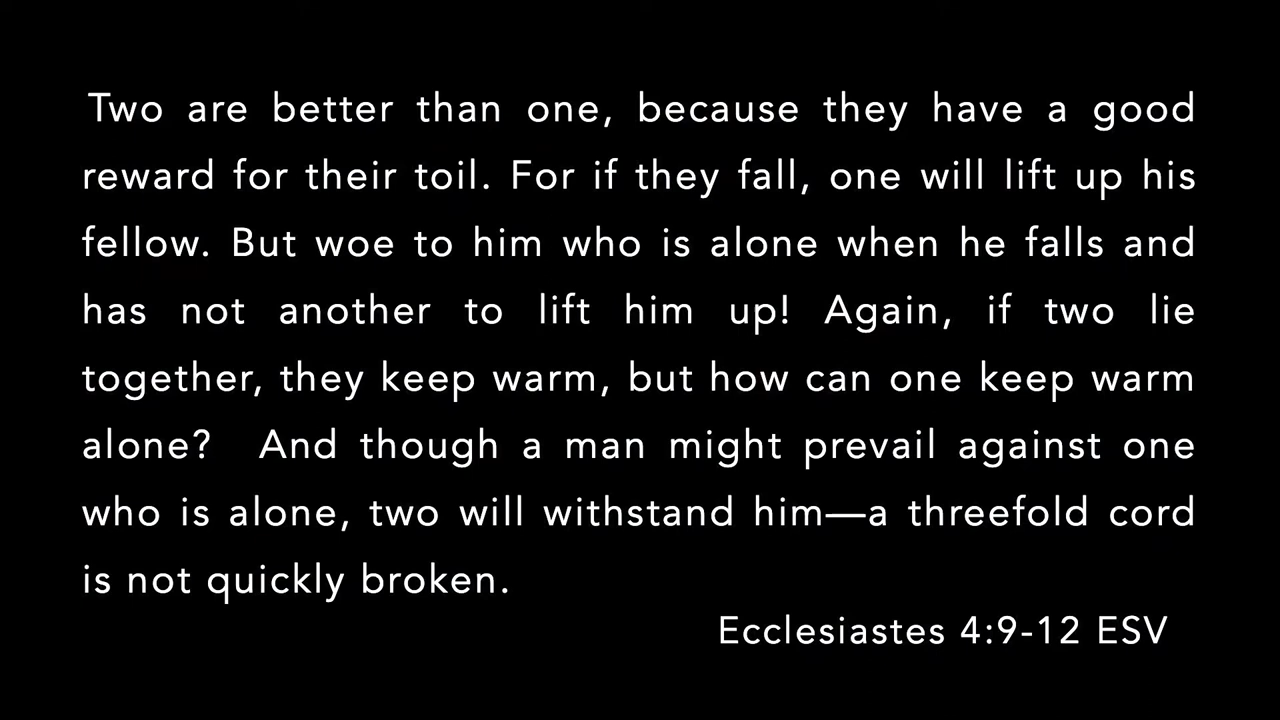 Two are better than one, because they have a good
reward for their toil. For if they fall, one will lift up his
fellow. But woe to him who is alone when he falls and
has not another to lift him up! Again, if two lie
together, they keep warm, but how can one keep warm
alone? And though a man might prevail against one
who is alone, two will withstand him—a threefold cord
is not quickly broken.
Ecclesiastes 4:9-12 ESV